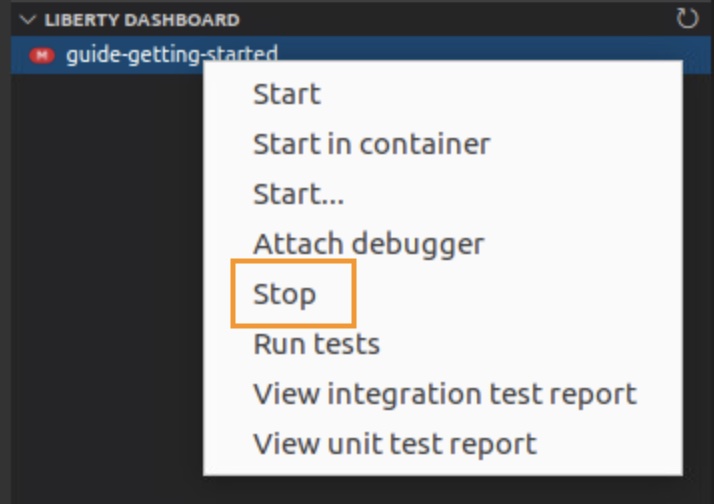 LIBERTY DASHBOARD
M guide-getting-started
Start
Start in container
Start...
Attach debugger
Stop
Run tests
View integration test report
View unit test report